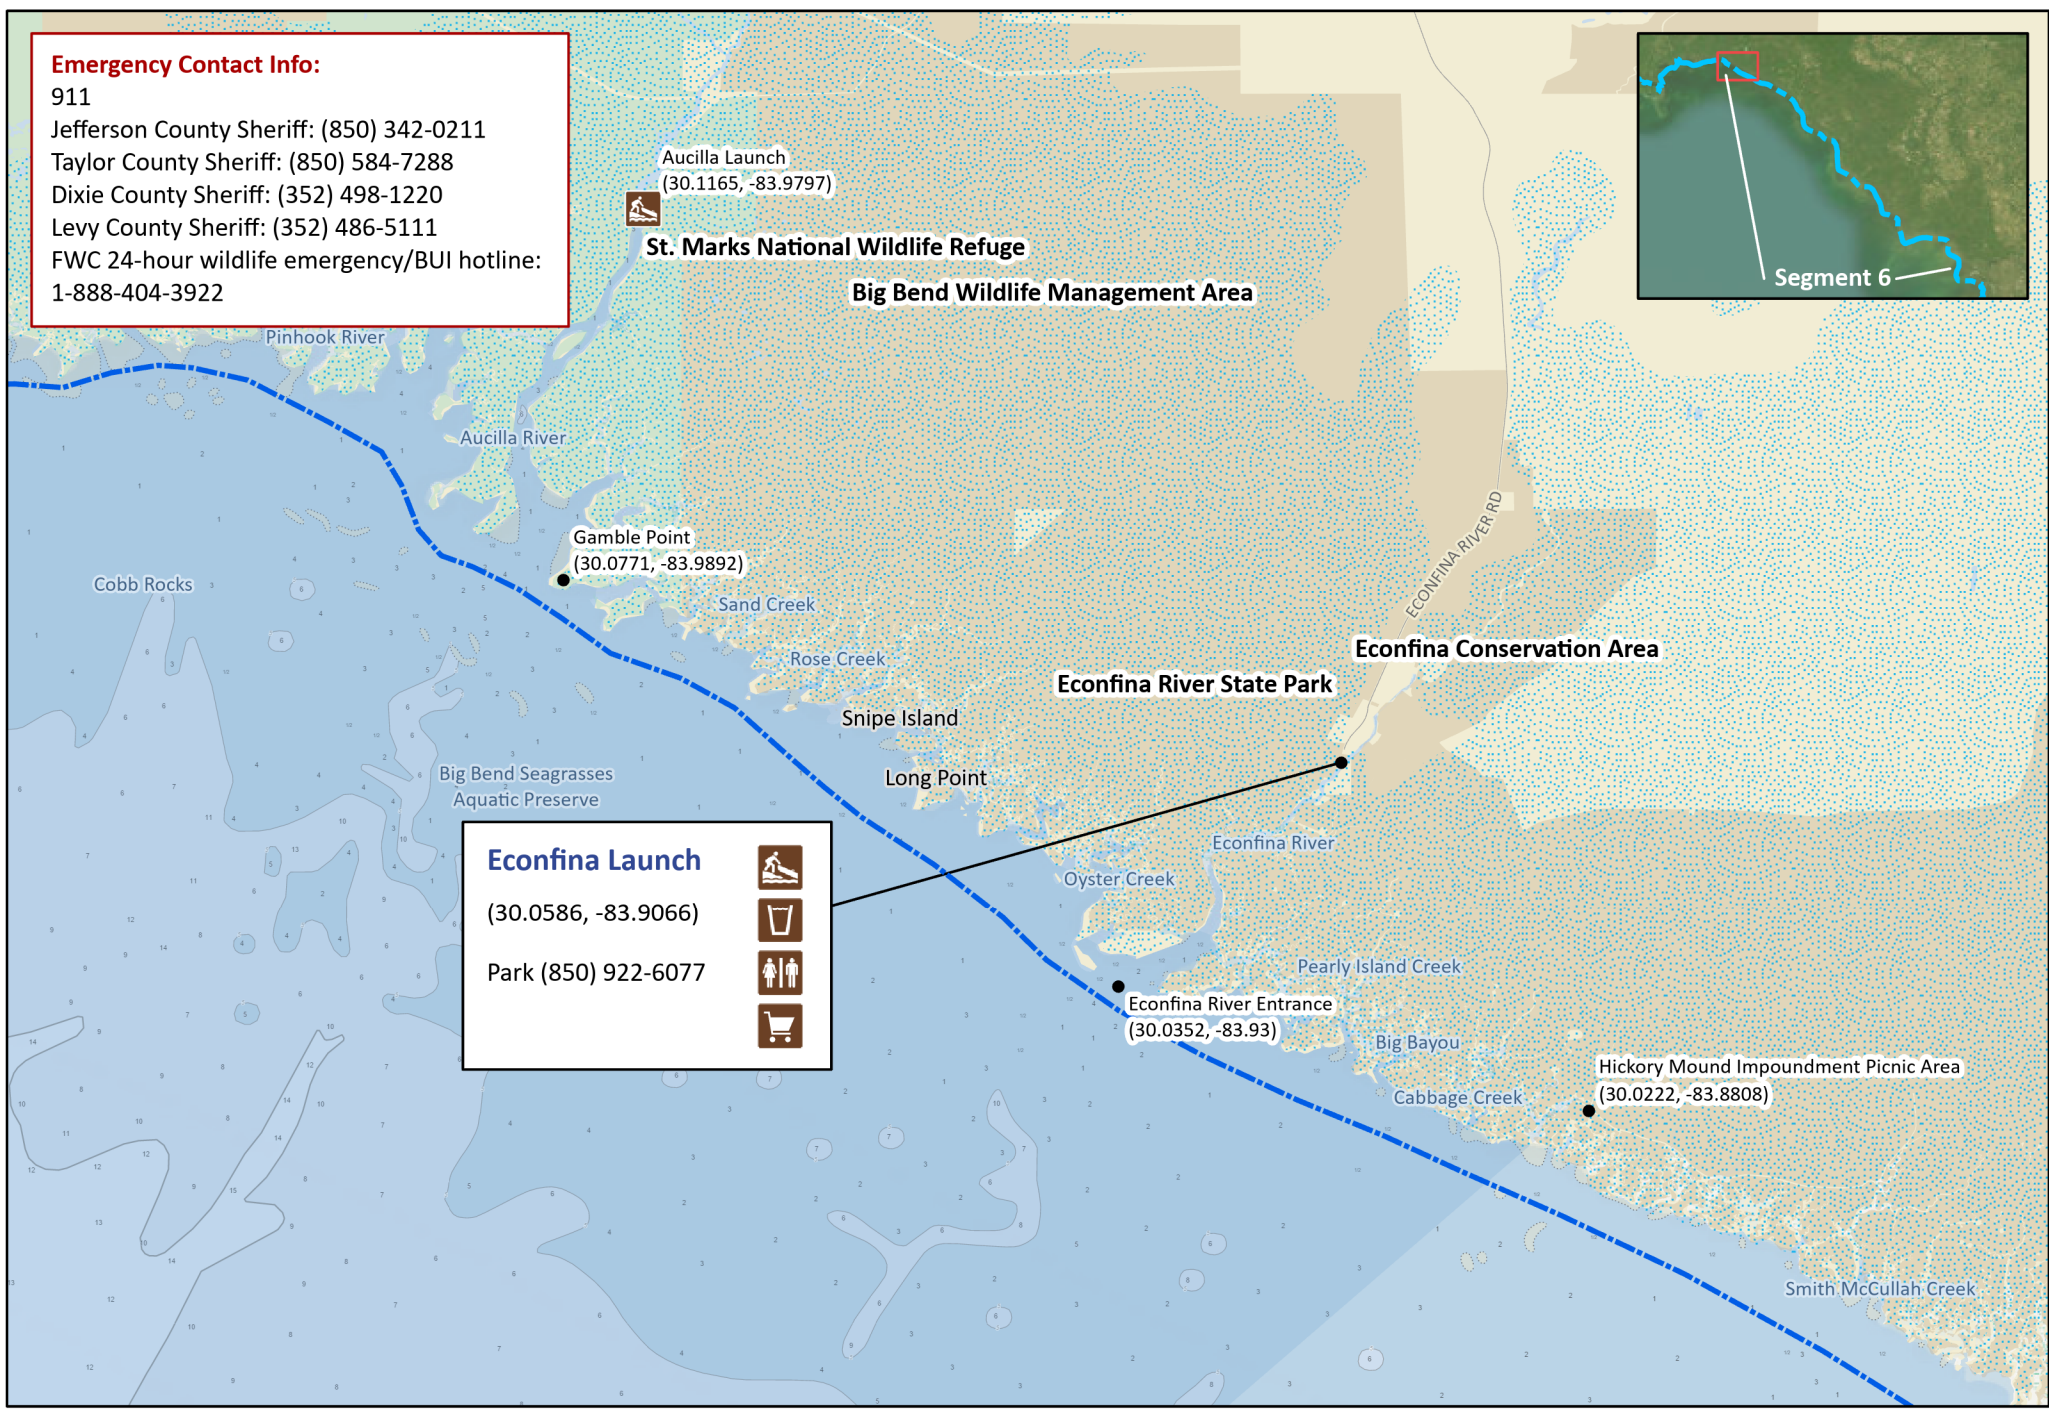 Emergency Contact Info:
911
Jefferson County Sheriff: (850) 342-0211
Taylor County Sheriff: (850) 584-7288
Dixie County Sheriff: (352) 498-1220
Levy County Sheriff: (352) 486-5111
FWC 24-hour wildlife emergency/BUI hotline:
1-888-404-3922
Segment 6
Aucilla Launch
(30.1165, -83.9797)
St. Marks National Wildlife Refuge
Big Bend Wildlife Management Area
Pinhook River
Aucilla River
Gamble Point
(30.0771, -83.9892)
Cobb Rocks
Sand Creek
ECONFINA RIVER RD
Rose Creek
Econfina Conservation Area
Econfina River State Park
Snipe Island
Long Point
Big Bend Seagrasses
Aquatic Preserve
Econfina Launch
(30.0586, -83.9066)
Park (850) 922-6077
Econfina River
Oyster Creek
Pearly Island Creek
Econfina River Entrance
(30.0352, -83.93)
Big Bayou
Cabbage Creek
Hickory Mound Impoundment Picnic Area
(30.0222, -83.8808)
Smith McCullah Creek